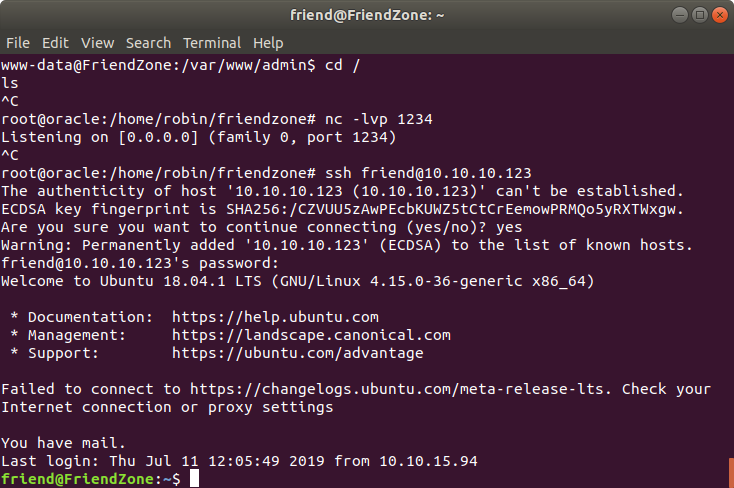 friend@FriendZone: ~
File Edit View Search Terminal Help
www-data@FriendZone:/var/www/admin$ cd /
ls
^C
root@oracle:/home/robin/friendzone# nc -lvp 1234
Listening on [0.0.0.0] (family 0, port 1234)
^C
root@oracle:/home/robin/friendzone# ssh friend@10.10.10.123
The authenticity of host '10.10.10.123 (10.10.10.123)' can't be established.
ECDSA key fingerprint is SHA256:/CZVUU5zAwPEcbKUWZ5tCtCrEemowPRMQo5yRXTWxgw.
Are you sure you want to continue connecting (yes/no)? yes
Warning: Permanently added '10.10.10.123' (ECDSA) to the list of known hosts.
friend@10.10.10.123's password:
Welcome to Ubuntu 18.04.1 LTS (GNU/Linux 4.15.0-36-generic x86_64)
* Documentation:  https://help.ubuntu.com
* Management:     https://landscape.canonical.com
* Support:        https://ubuntu.com/advantage
Failed to connect to https://changelogs.ubuntu.com/meta-release-lts. Check your
Internet connection or proxy settings
You have mail.
Last login: Thu Jul 11 12:05:49 2019 from 10.10.15.94
friend@FriendZone:~$